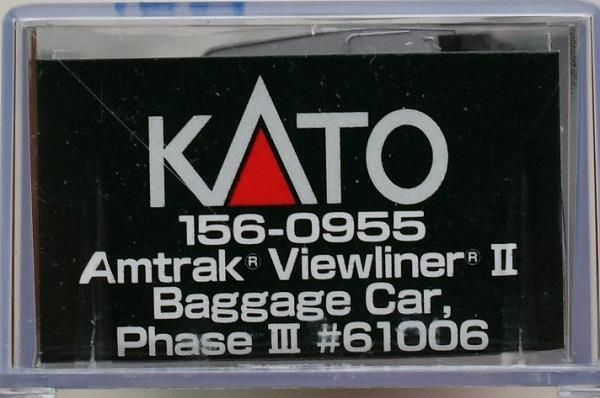 KATO
156-0955
Amtrak® Viewliner® II
Baggage Car,
Phase III #61006